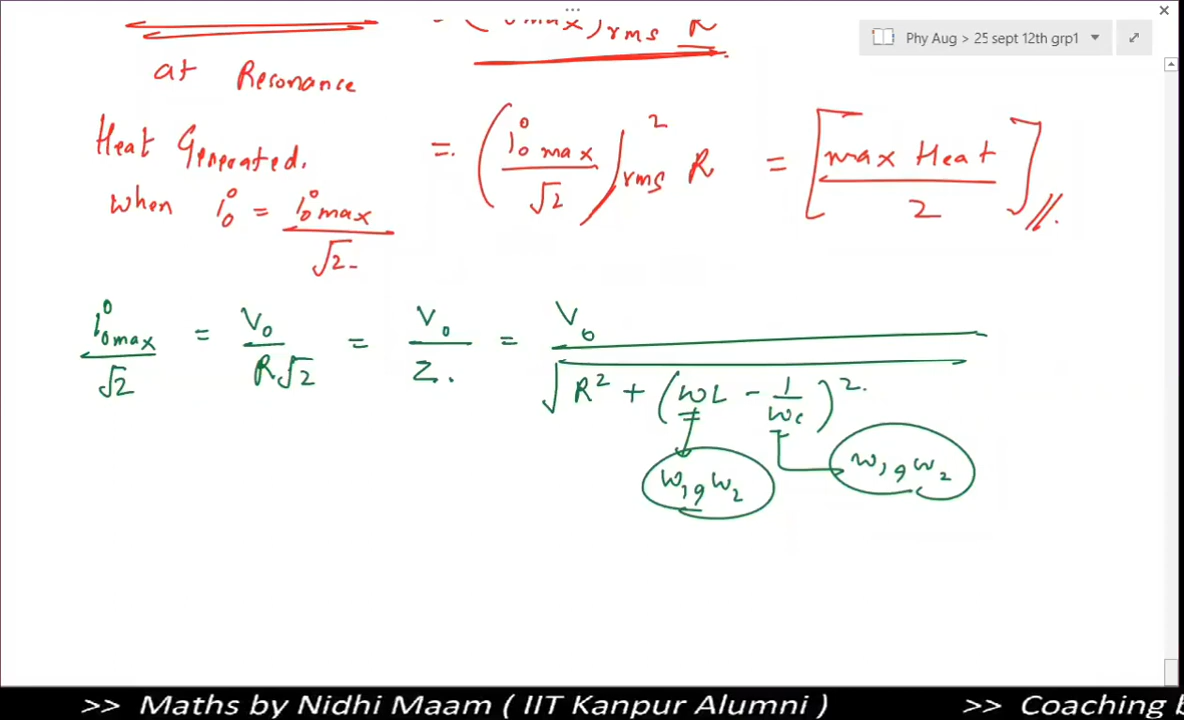 = (i₀max)rms R
Phy Aug > 25 sept 12th grp1
at Resonance
Heat Generated. =. (i₀ max / √2)²rms R = [max Heat / 2]//.
when i₀ = i₀max / √2
i₀max / √2 = V₀ / R√2 = V₀ / Z. = V₀ / √(R² + (ωL - 1/ωc)²)
ω₁, ω₂
ω₁, ω₂
>> Maths by Nidhi Maam ( IIT Kanpur Alumni ) >> Coaching b